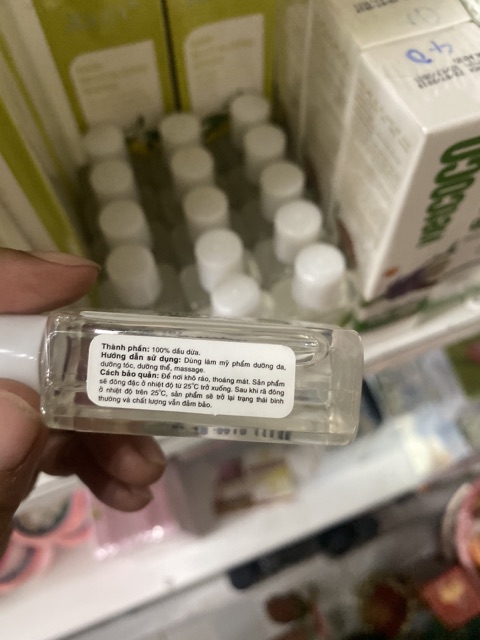 Thành phần: 100% dầu dừa.
Hướng dẫn sử dụng: Dùng làm mỹ phẩm dưỡng da,
dưỡng tóc, dưỡng thể, massage.
Cách bảo quản: Để nơi khô ráo, thoáng mát. Sản phẩm
sẽ đông đặc ở nhiệt độ từ 25°C trở xuống. Sau khi rã đông
ở nhiệt độ trên 25°C, sản phẩm sẽ trở lại trạng thái bình
thường và chất lượng vẫn đảm bảo.